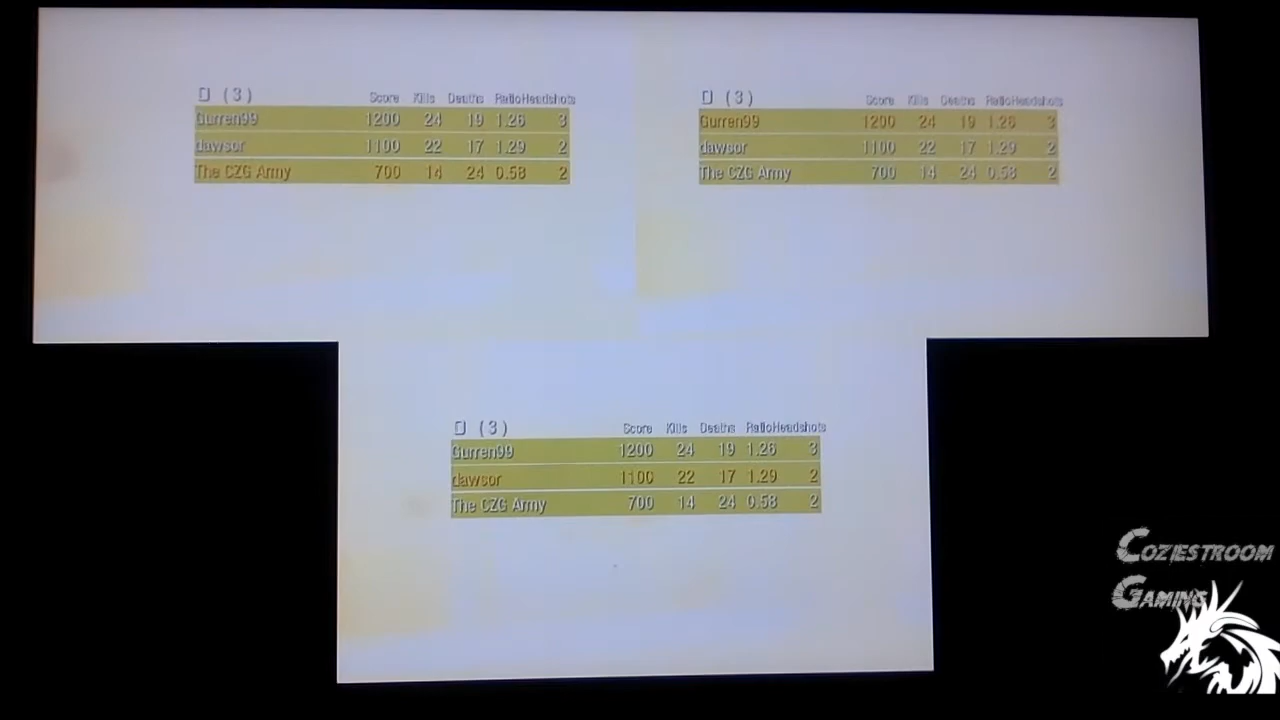 D (3) Score Kills Deaths Ratio Headshots
Gurren99 1200 24 19 1.26 3
dawsor 1100 22 17 1.29 2
The CZG Army 700 14 24 0.58 2
D (3) Score Kills Deaths Ratio Headshots
Gurren99 1200 24 19 1.26 3
dawsor 1100 22 17 1.29 2
The CZG Army 700 14 24 0.58 2
D (3) Score Kills Deaths Ratio Headshots
Gurren99 1200 24 19 1.26 3
dawsor 1100 22 17 1.29 2
The CZG Army 700 14 24 0.58 2
Coziestroom
Gaming